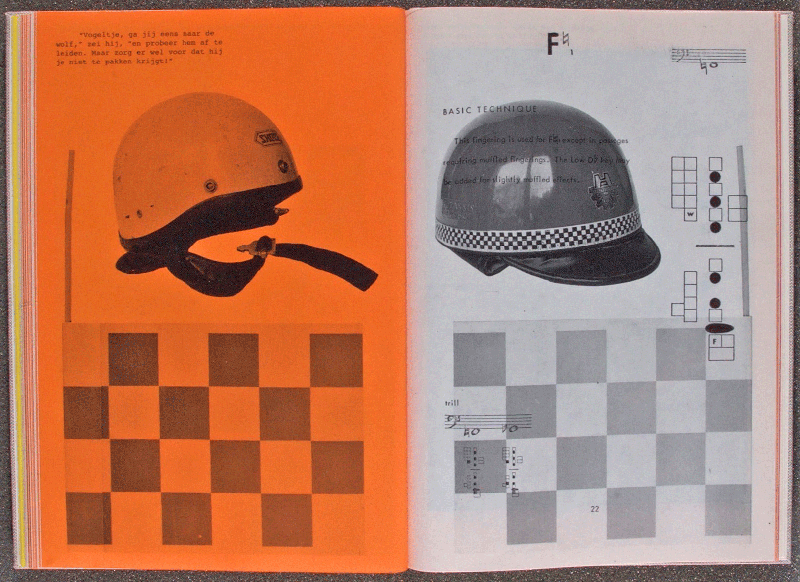 "Vogeltje, ga jij eens naar de
wolf," zei hij, "en probeer hem af te
leiden. Maar zorg er wel voor dat hij
je niet te pakken krijgt!"
SHOEI
F♮1
BASIC TECHNIQUE
This fingering is used for F♮1 except in passages
requiring muffled fingerings. The Low D♭ key may
be added for slightly muffled effects.
W
F
trill
22